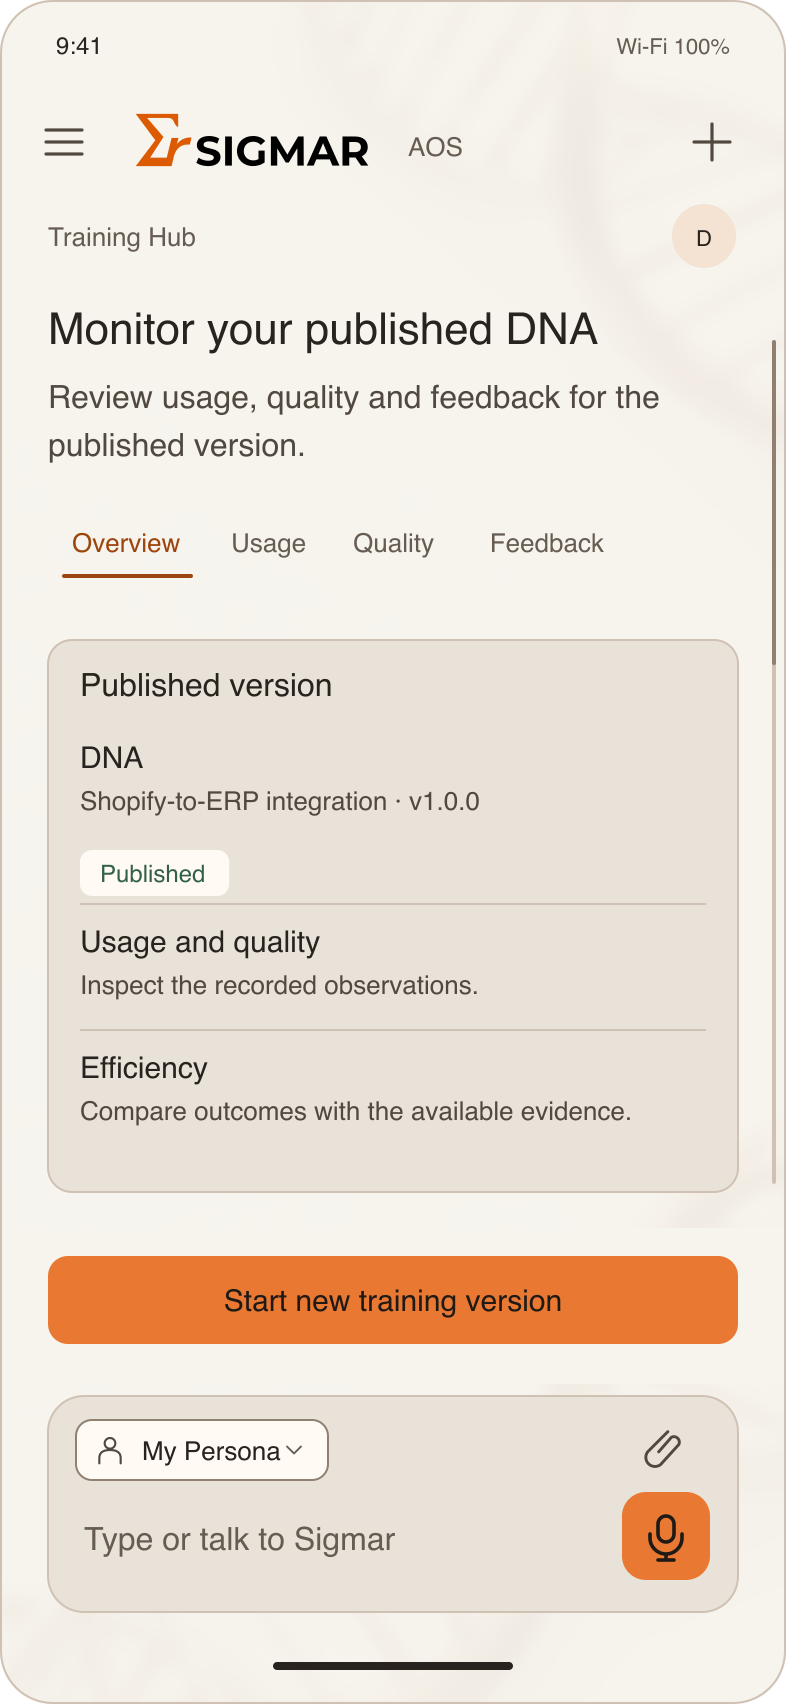 9:41
Wi-Fi 100%
Σr SIGMAR AOS
Training Hub
D
Monitor your published DNA
Review usage, quality and feedback for the
published version.
Overview Usage Quality Feedback
Published version
DNA
Shopify-to-ERP integration · v1.0.0
Published
Usage and quality
Inspect the recorded observations.
Efficiency
Compare outcomes with the available evidence.
Start new training version
My Persona
Type or talk to Sigmar